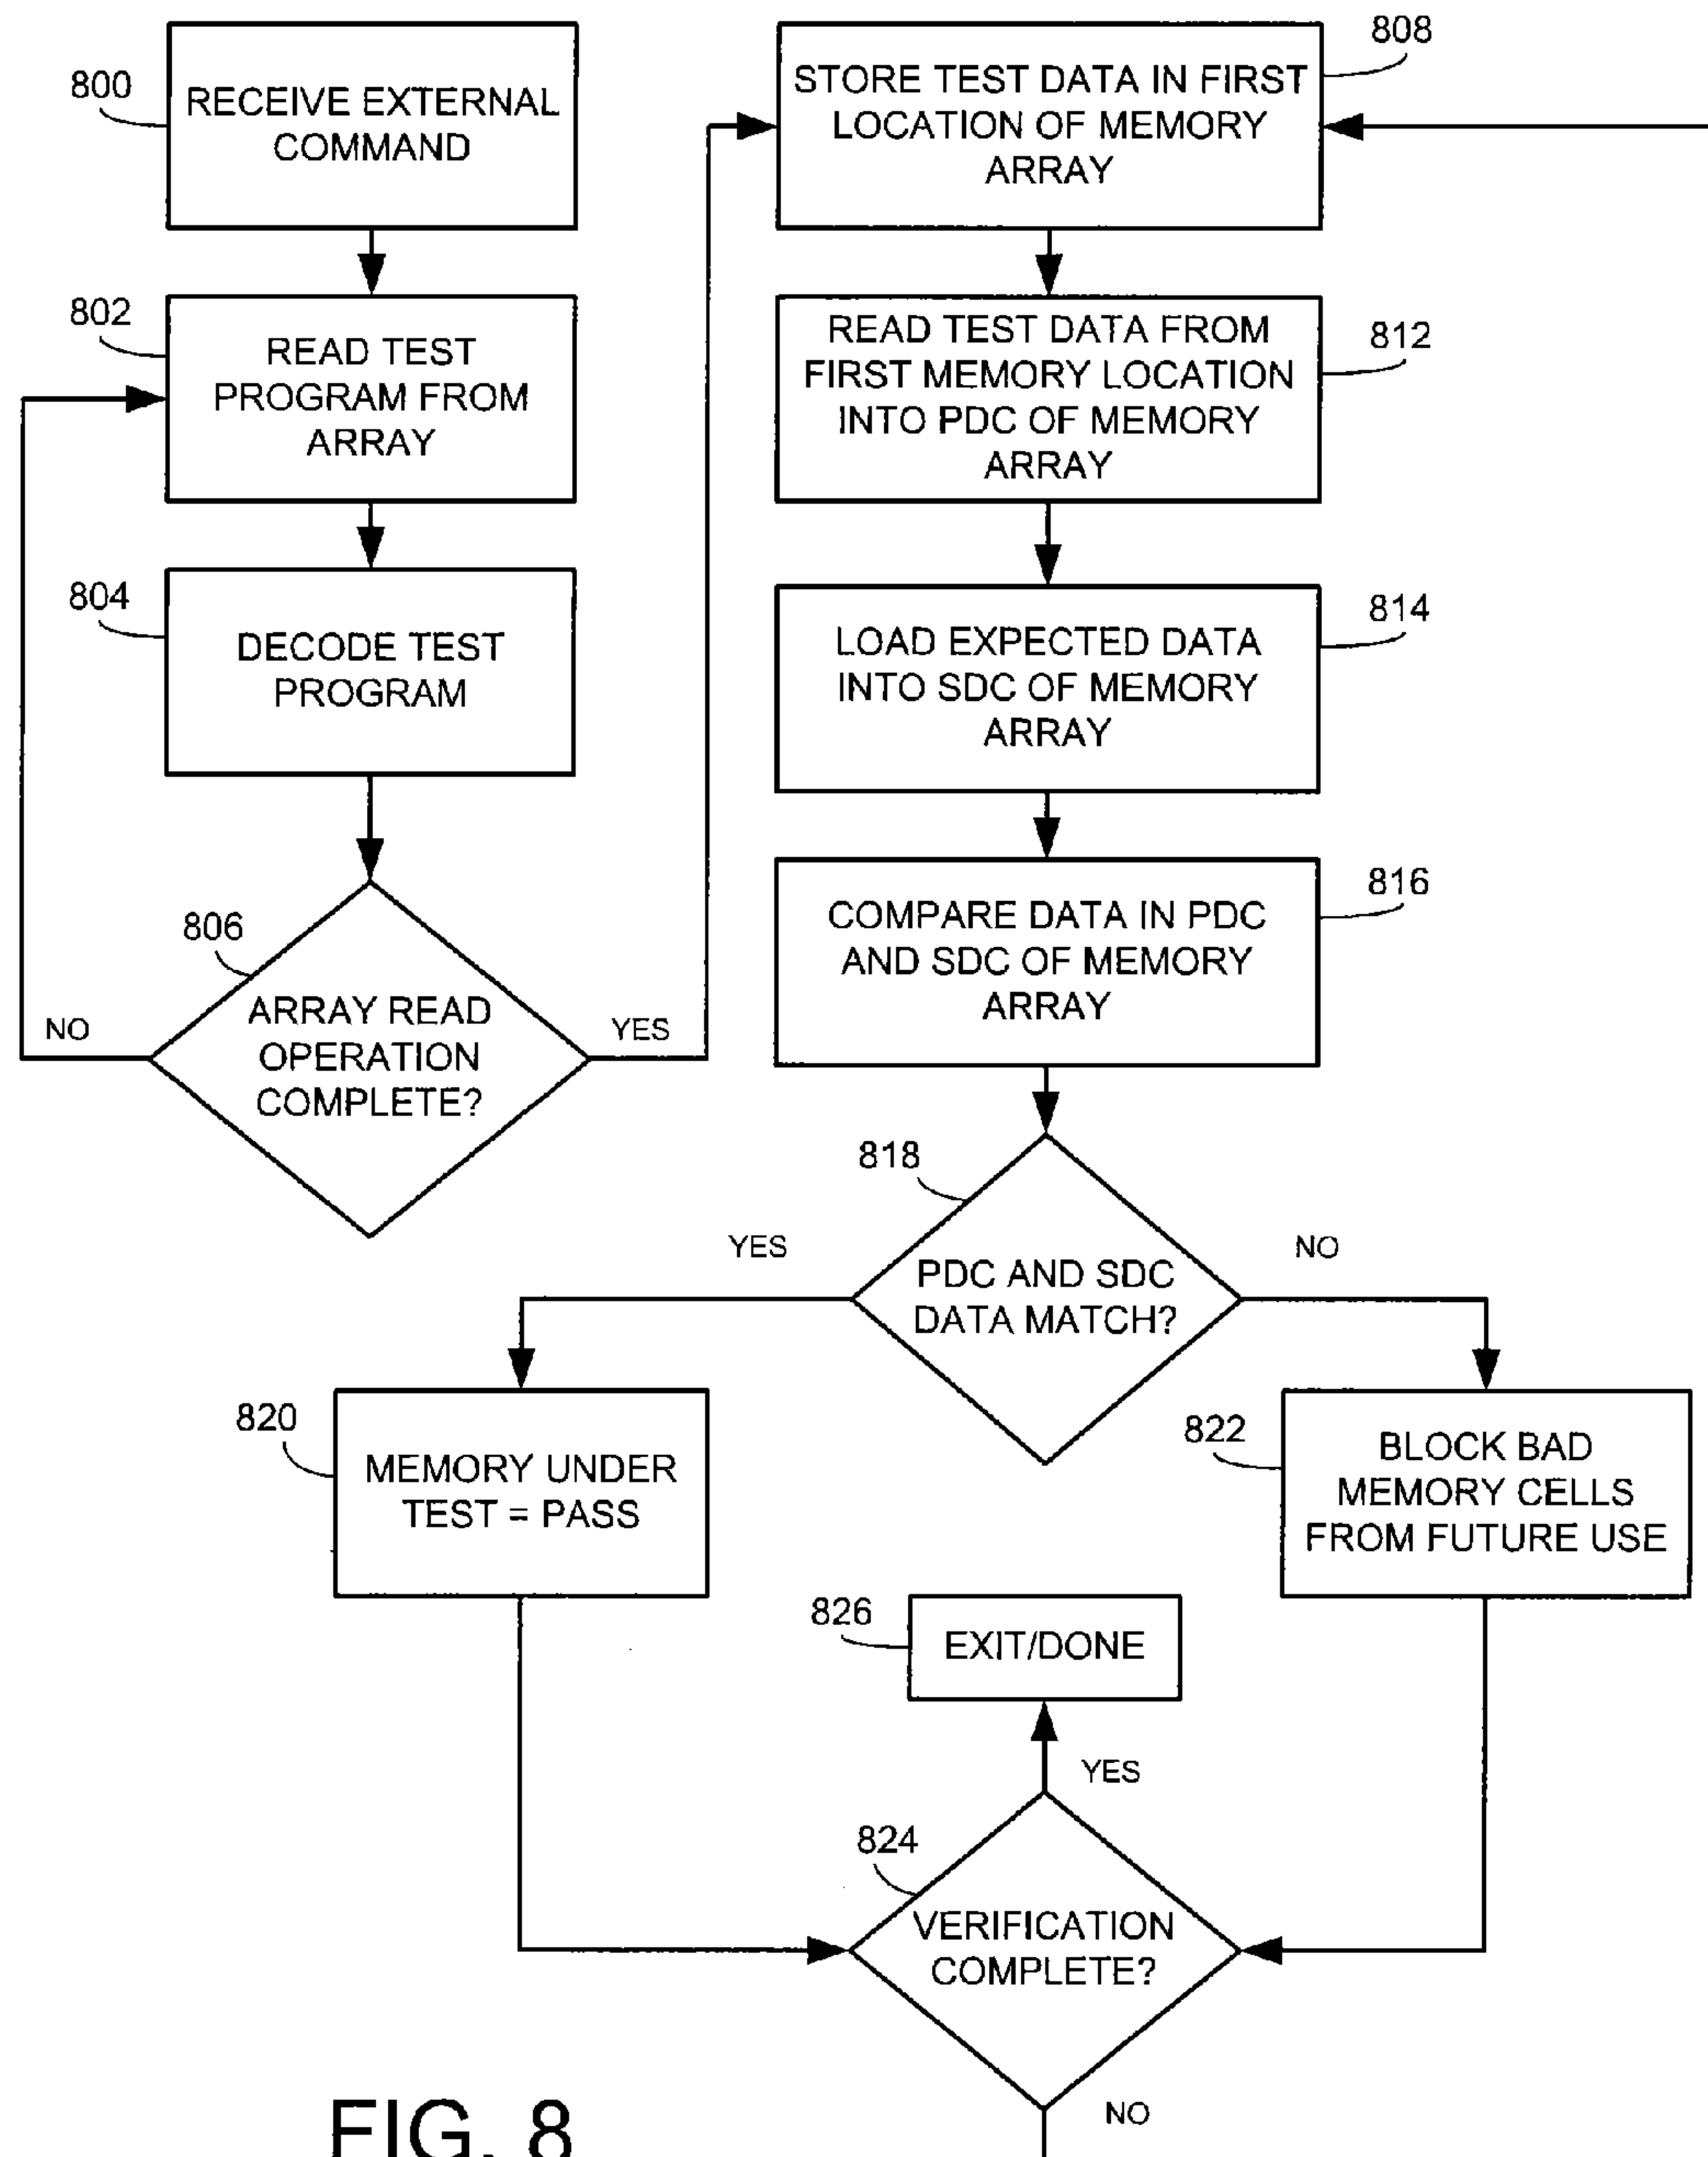 800
RECEIVE EXTERNAL
COMMAND
802
READ TEST
PROGRAM FROM
ARRAY
804
DECODE TEST
PROGRAM
806
ARRAY READ
OPERATION
COMPLETE?
NO
YES
808
STORE TEST DATA IN FIRST
LOCATION OF MEMORY
ARRAY
812
READ TEST DATA FROM
FIRST MEMORY LOCATION
INTO PDC OF MEMORY
ARRAY
814
LOAD EXPECTED DATA
INTO SDC OF MEMORY
ARRAY
816
COMPARE DATA IN PDC
AND SDC OF MEMORY
ARRAY
818
PDC AND SDC
DATA MATCH?
YES
NO
820
MEMORY UNDER
TEST = PASS
822
BLOCK BAD
MEMORY CELLS
FROM FUTURE USE
826
EXIT/DONE
YES
824
VERIFICATION
COMPLETE?
NO
FIG. 8